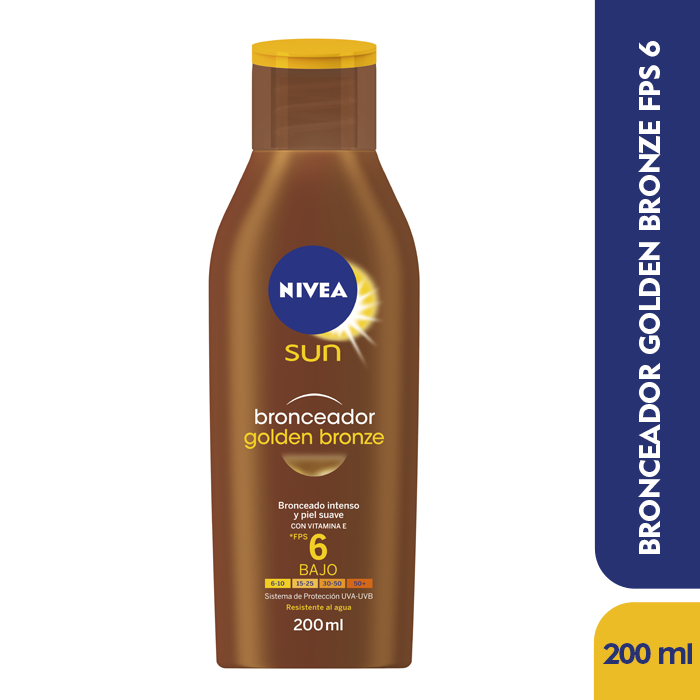 NIVEA
SUN
bronceador
golden bronze
Bronceado intenso
y piel suave
CON VITAMINA E
*FPS
6
BAJO
6-10 15-25 30-50 50+
Sistema de Protección UVA-UVB
Resistente al agua
200ml
BRONCEADOR GOLDEN BRONZE FPS 6
200 ml